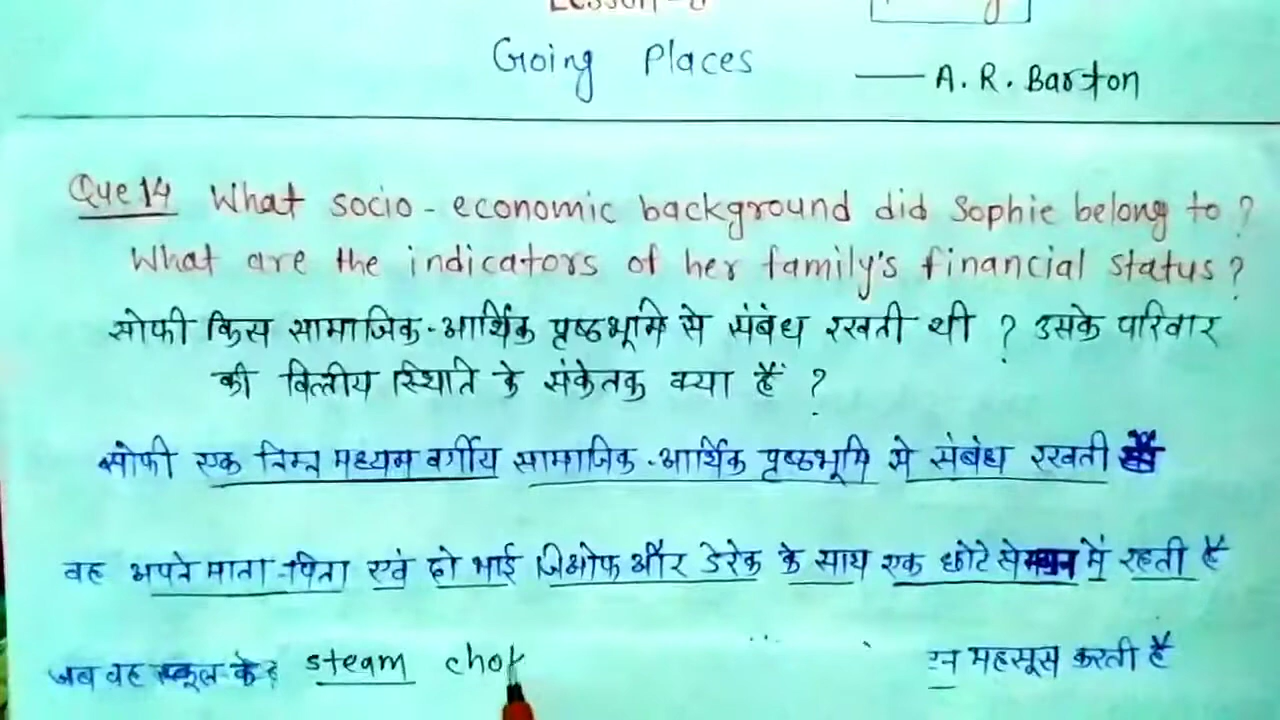 Going Places
— A. R. Barton
Que 14 What socio-economic background did Sophie belong to?
What are the indicators of her family's financial status?
सोफी किस सामाजिक-आर्थिक पृष्ठभूमि से संबंध रखती थी ? उसके परिवार
की वित्तीय स्थिति के संकेतक क्या हैं ?
सोफी एक निम्न मध्यम वर्गीय सामाजिक-आर्थिक पृष्ठभूमि से संबंध रखती
वह अपने माता-पिता एवं दो भाई जिओफ और डेरेक के साथ एक छोटे से मकान में रहती है
जब वह स्कूल के steam chop महसूस करती है